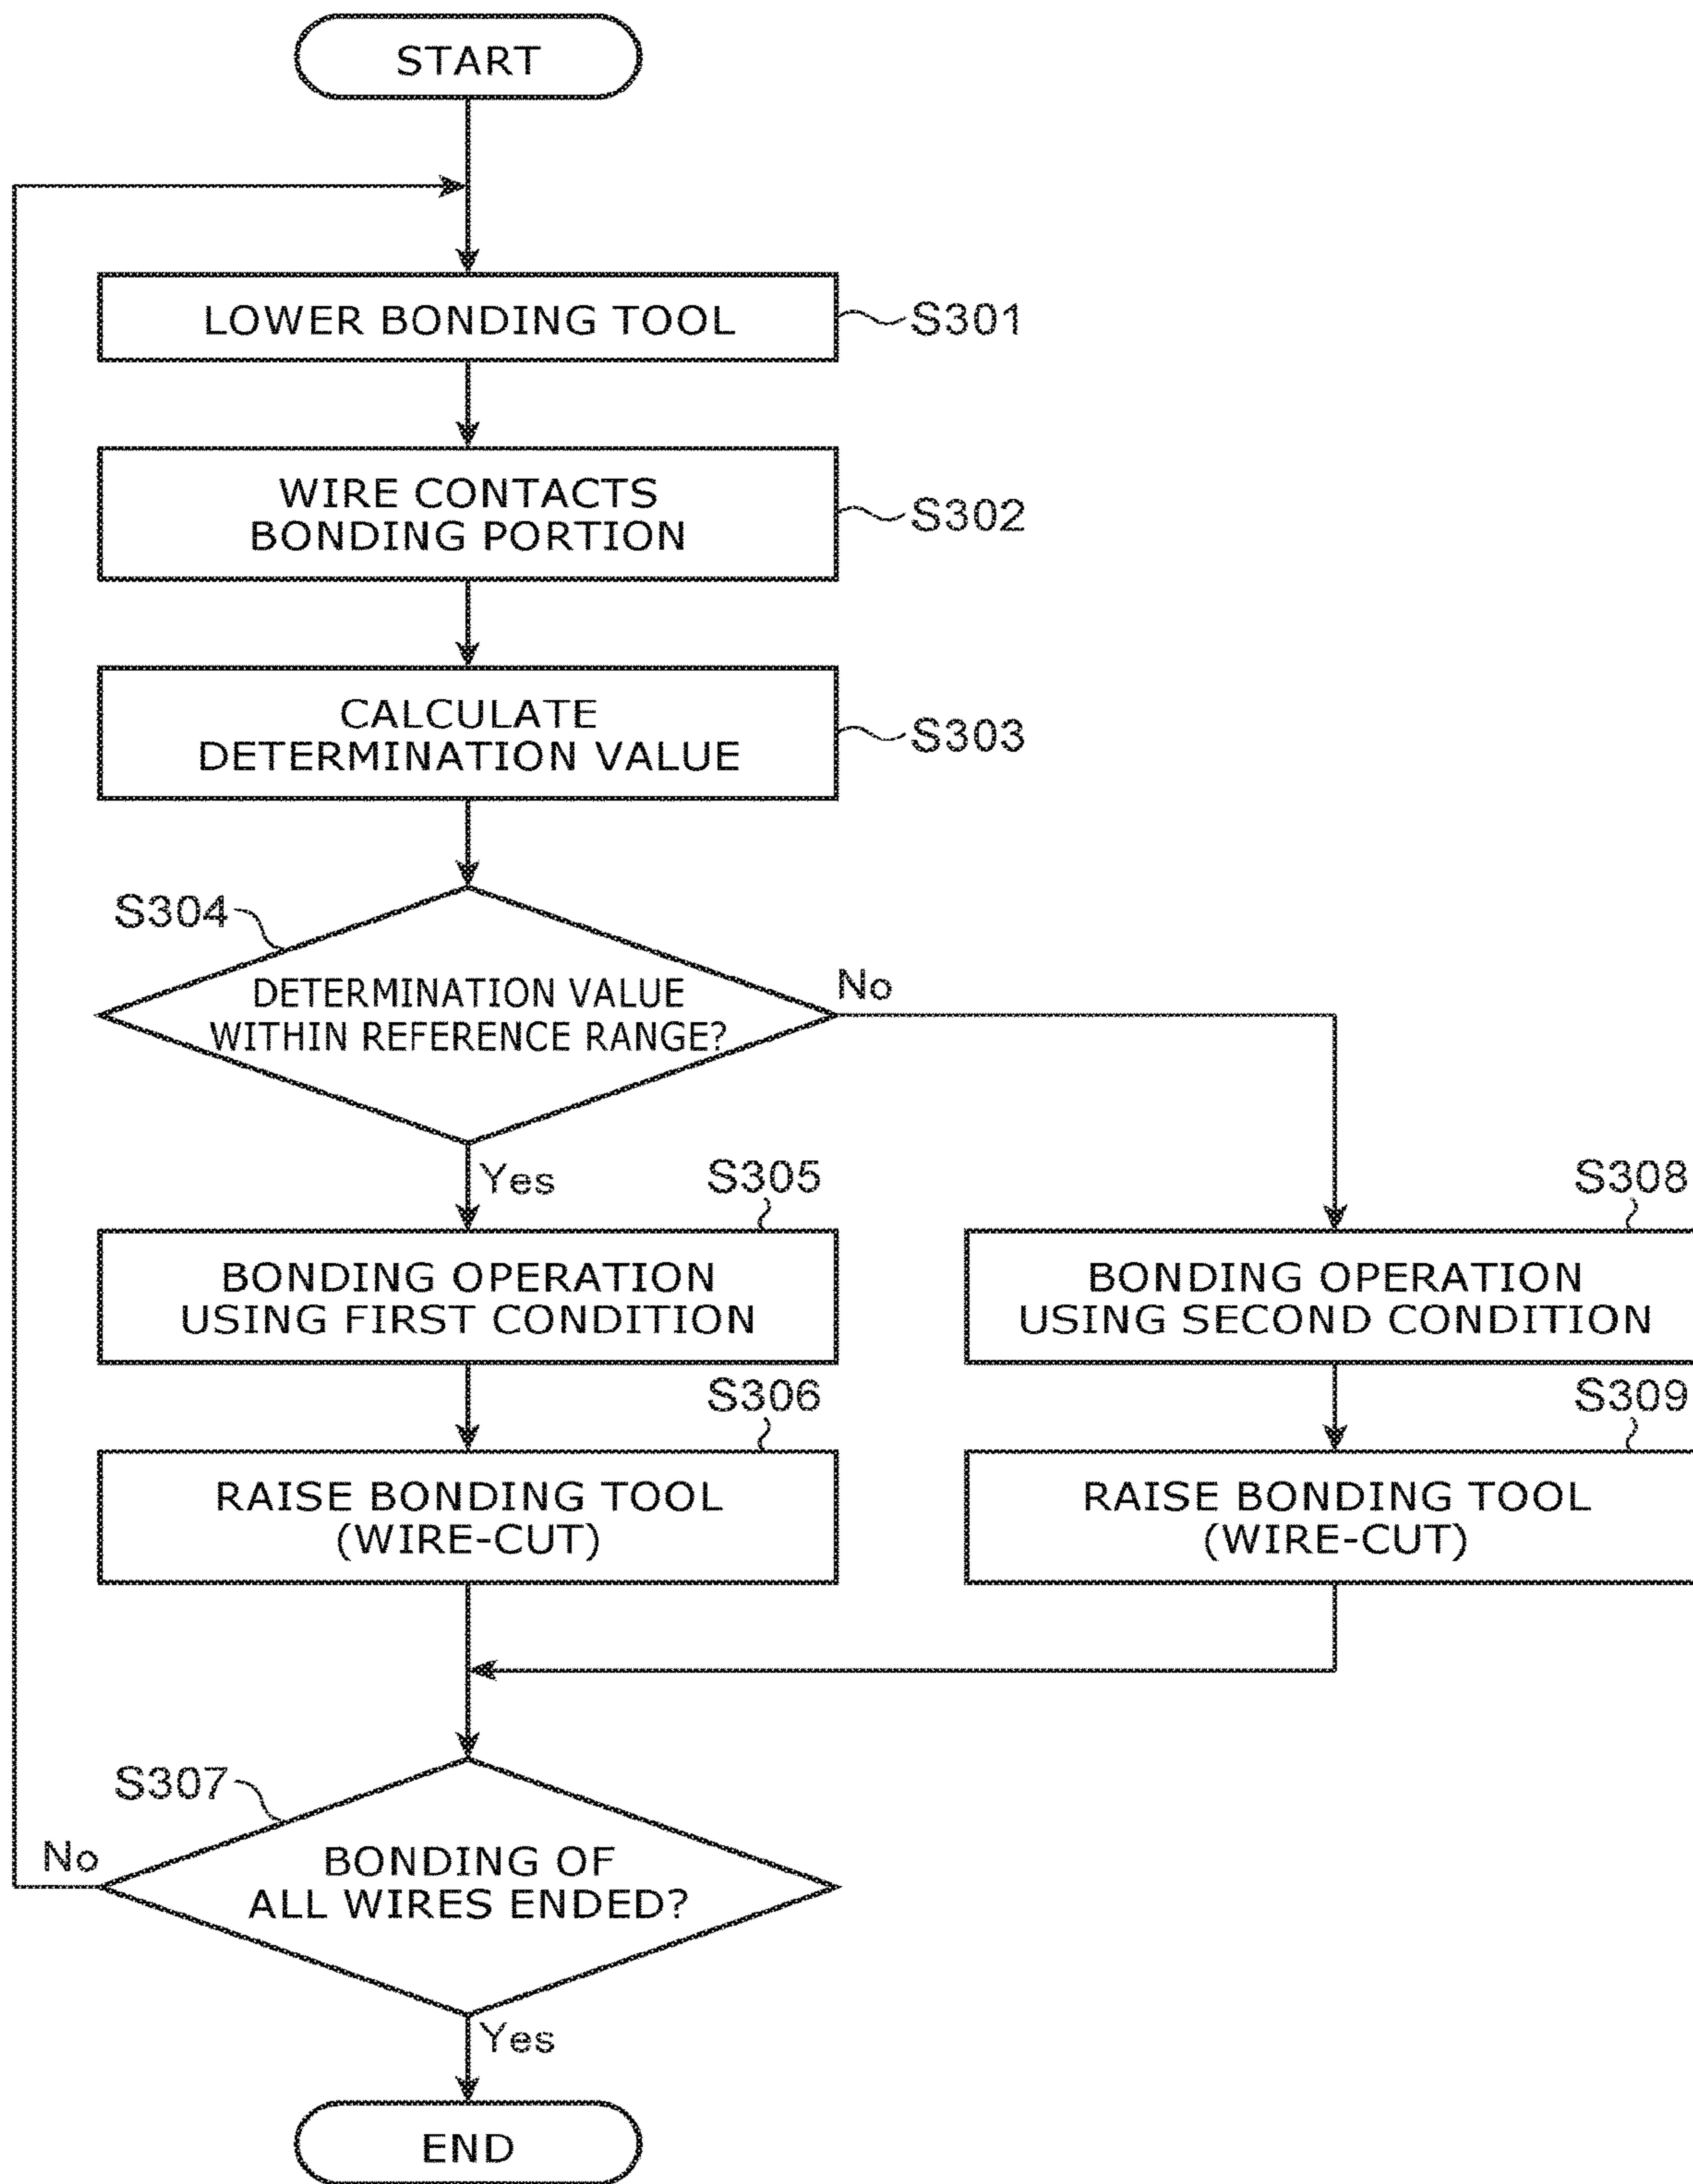 START
LOWER BONDING TOOL
S301
WIRE CONTACTS
BONDING PORTION
S302
CALCULATE
DETERMINATION VALUE
S303
S304
DETERMINATION VALUE
WITHIN REFERENCE RANGE?
No
Yes
S305
BONDING OPERATION
USING FIRST CONDITION
S308
BONDING OPERATION
USING SECOND CONDITION
S306
RAISE BONDING TOOL
(WIRE-CUT)
S309
RAISE BONDING TOOL
(WIRE-CUT)
S307
No
BONDING OF
ALL WIRES ENDED?
Yes
END